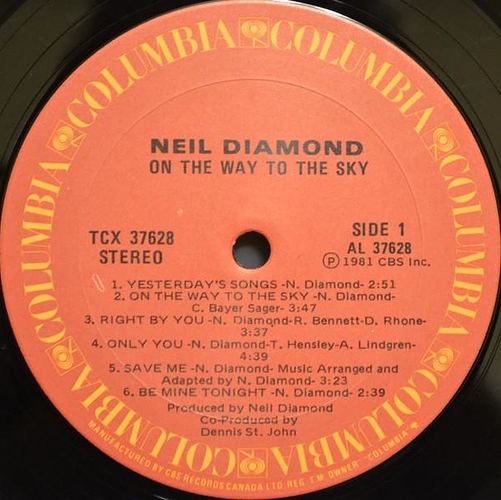 COLUMBIA COLUMBIA COLUMBIA COLUMBIA COLUMBIA COLUMBIA
NEIL DIAMOND
ON THE WAY TO THE SKY
TCX 37628
STEREO
SIDE 1
AL 37628
Ⓟ 1981 CBS Inc.
1. YESTERDAY'S SONGS -N. Diamond- 2:51
2. ON THE WAY TO THE SKY -N. Diamond-
C. Bayer Sager- 3:47
3. RIGHT BY YOU -N. Diamond-R. Bennett-D. Rhone-
3:37
4. ONLY YOU -N. Diamond-T. Hensley-A. Lindgren-
4:39
5. SAVE ME -N. Diamond- Music Arranged and
Adapted by N. Diamond- 3:23
6. BE MINE TONIGHT -N. Diamond- 2:39
Produced by Neil Diamond
Co-Produced by
Dennis St. John
MANUFACTURED BY CBS RECORDS CANADA LTD. REG. T.M. OWNER "COLUMBIA"